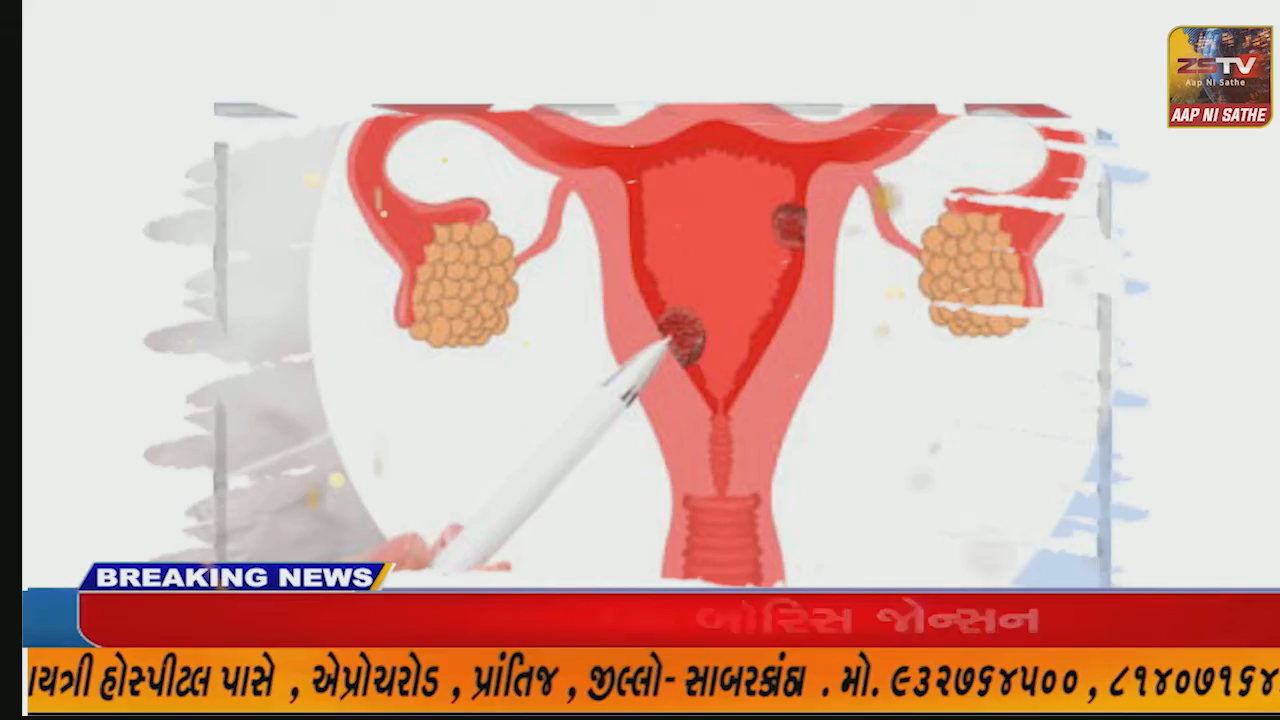 ZSTV
Aap Ni Sathe
AAP NI SATHE
BREAKING NEWS
બોરિસ જોન્સન
ાયત્રી હોસ્પીટલ પાસે , એપ્રોચરોડ , પ્રાંતિજ , જીલ્લો- સાબરકાંઠા . મો. ૯૩૨૭૬૪૫૦૦ , ૮૧૪૦૭૧૬૪